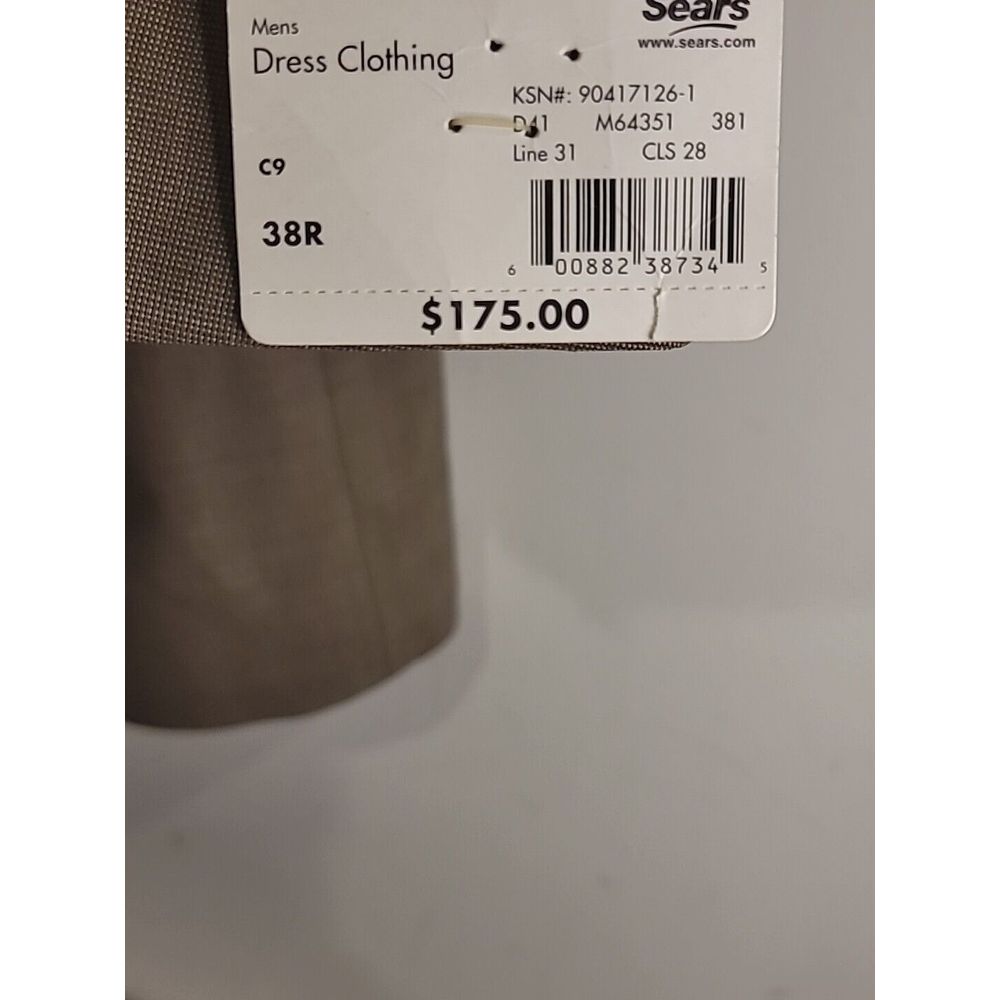 Sears
www.sears.com
Mens
Dress Clothing
KSN#: 90417126-1
D41 M64351 381
Line 31 CLS 28
C9
38R
6 00882 38734 5
$175.00